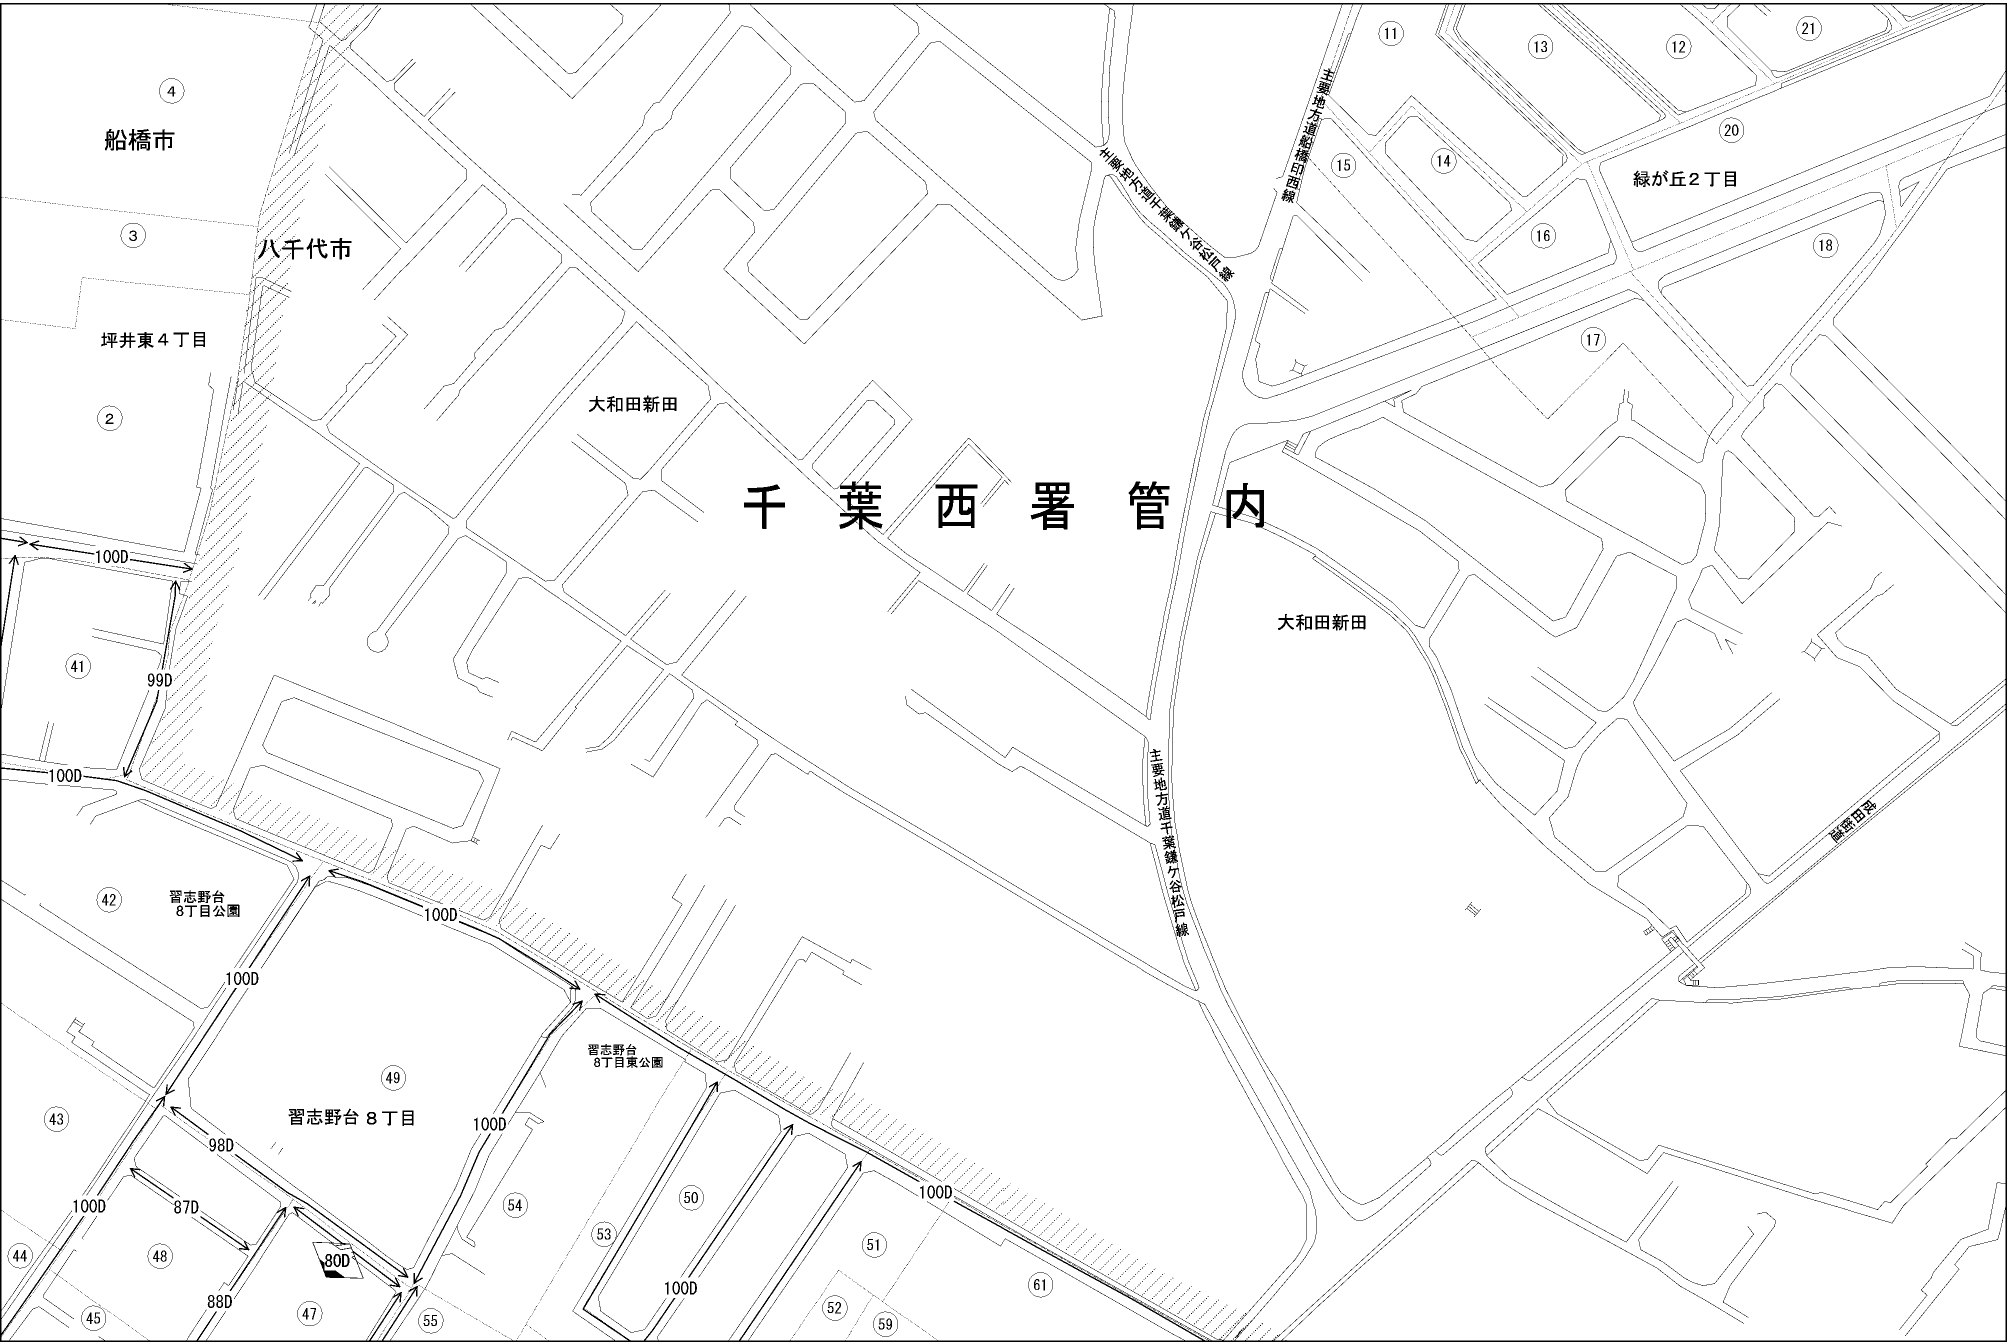 11
13
12
21
4
船橋市
主要地方道船橋印西線
20
15
14
緑が丘2丁目
主要地方道千葉鎌ケ谷松戸線
3
八千代市
16
18
坪井東4丁目
17
2
大和田新田
千葉西署管内
100D
大和田新田
41
99D
100D
主要地方道千葉鎌ケ谷松戸線
成田街道
42
習志野台
8丁目公園
100D
100D
習志野台
8丁目東公園
49
43
習志野台8丁目
100D
98D
100D
87D
50
100D
54
53
51
44
48
80D
61
100D
88D
47
52
45
55
59